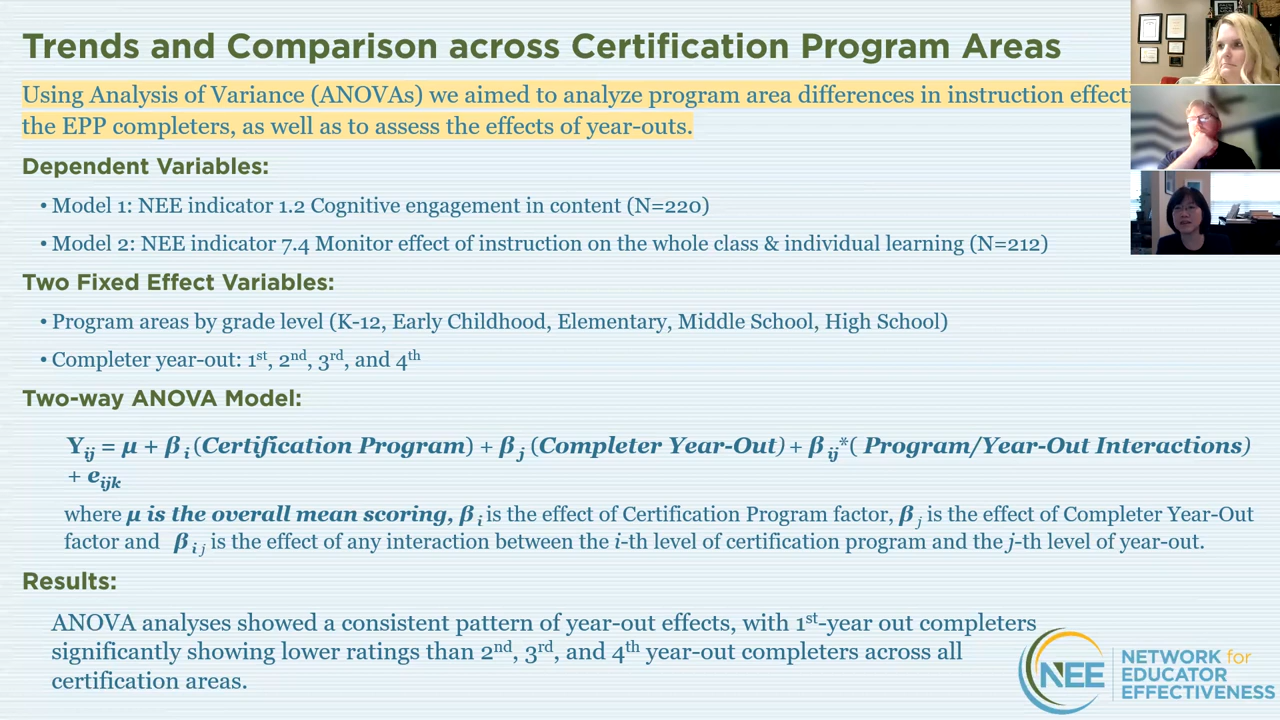 Trends and Comparison across Certification Program Areas
Using Analysis of Variance (ANOVAs) we aimed to analyze program area differences in instruction
the EPP completers, as well as to assess the effects of year-outs.
Dependent Variables:
• Model 1: NEE indicator 1.2 Cognitive engagement in content (N=220)
• Model 2: NEE indicator 7.4 Monitor effect of instruction on the whole class & individual learning (N=212)
Two Fixed Effect Variables:
• Program areas by grade level (K-12, Early Childhood, Elementary, Middle School, High School)
• Completer year-out: 1st, 2nd, 3rd, and 4th
Two-way ANOVA Model:
Yij = μ + βi (Certification Program) + βj (Completer Year-Out) + βij*( Program/Year-Out Interactions)
+ eijk
where μ is the overall mean scoring, βi is the effect of Certification Program factor, βj is the effect of Completer Year-Out
factor and βij is the effect of any interaction between the i-th level of certification program and the j-th level of year-out.
Results:
ANOVA analyses showed a consistent pattern of year-out effects, with 1st-year out completers
significantly showing lower ratings than 2nd, 3rd, and 4th year-out completers across all
certification areas.
NEE
NETWORK for
EDUCATOR
EFFECTIVENESS